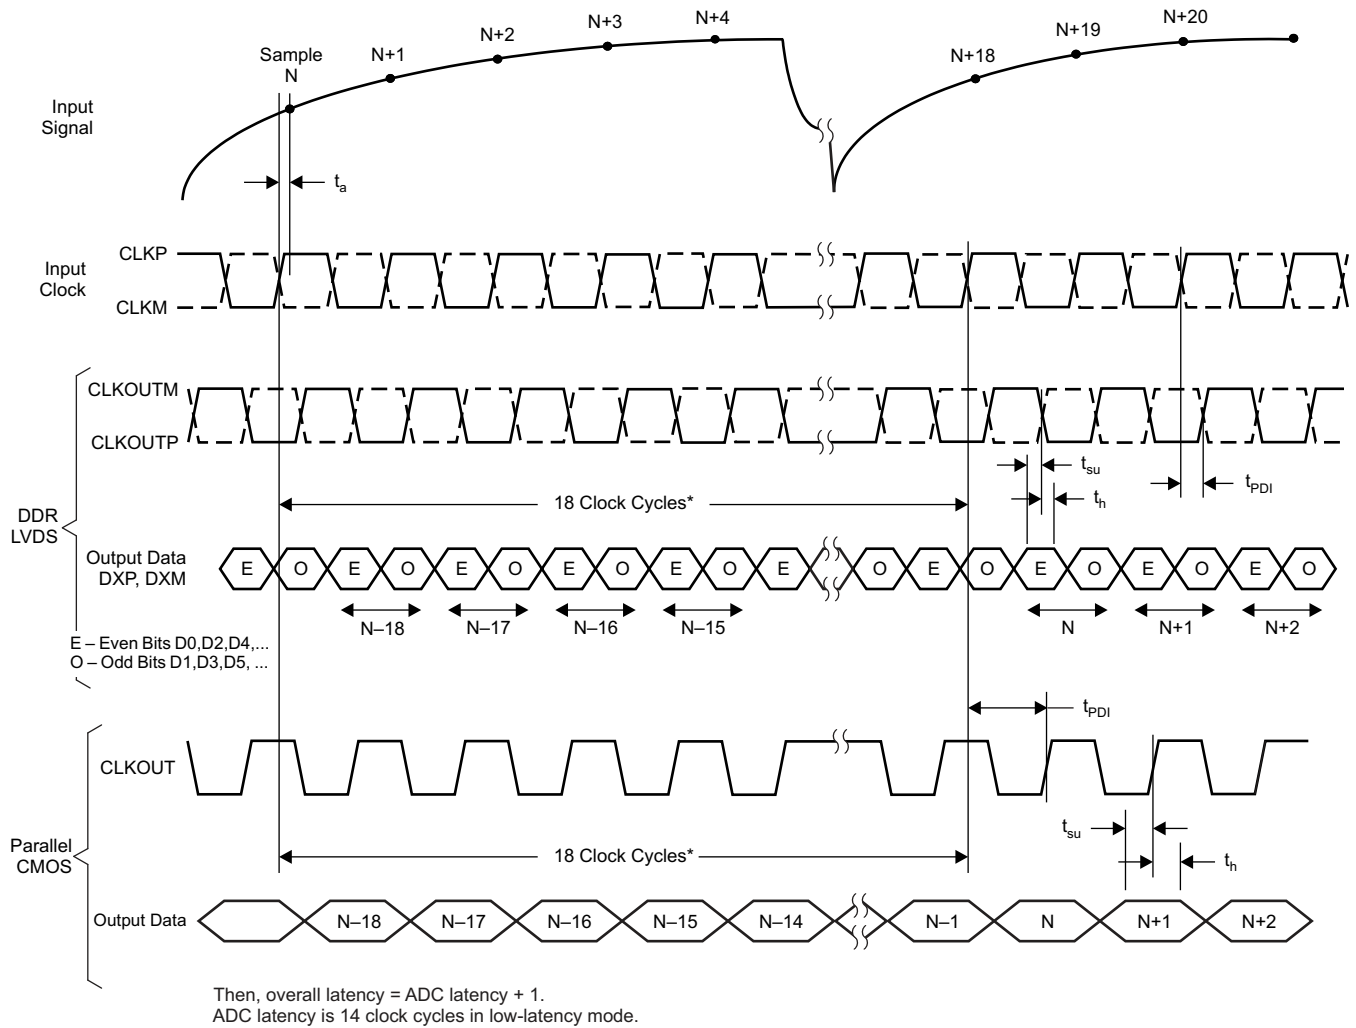 Sample
N
N+1
N+2
N+3
N+4
N+18
N+19
N+20
Input
Signal
ta
CLKP
Input
Clock
CLKM
CLKOUTM
CLKOUTP
tsu
tPDI
th
18 Clock Cycles*
DDR
LVDS
Output Data
DXP, DXM
E O E O E O E O E O E O E O E O E O E O
N–18
N–17
N–16
N–15
N
N+1
N+2
E – Even Bits D0,D2,D4,...
O – Odd Bits D1,D3,D5, ...
tPDI
CLKOUT
Parallel
CMOS
tsu
18 Clock Cycles*
th
Output Data
N–18
N–17
N–16
N–15
N–14
N–1
N
N+1
N+2
Then, overall latency = ADC latency + 1.
ADC latency is 14 clock cycles in low-latency mode.